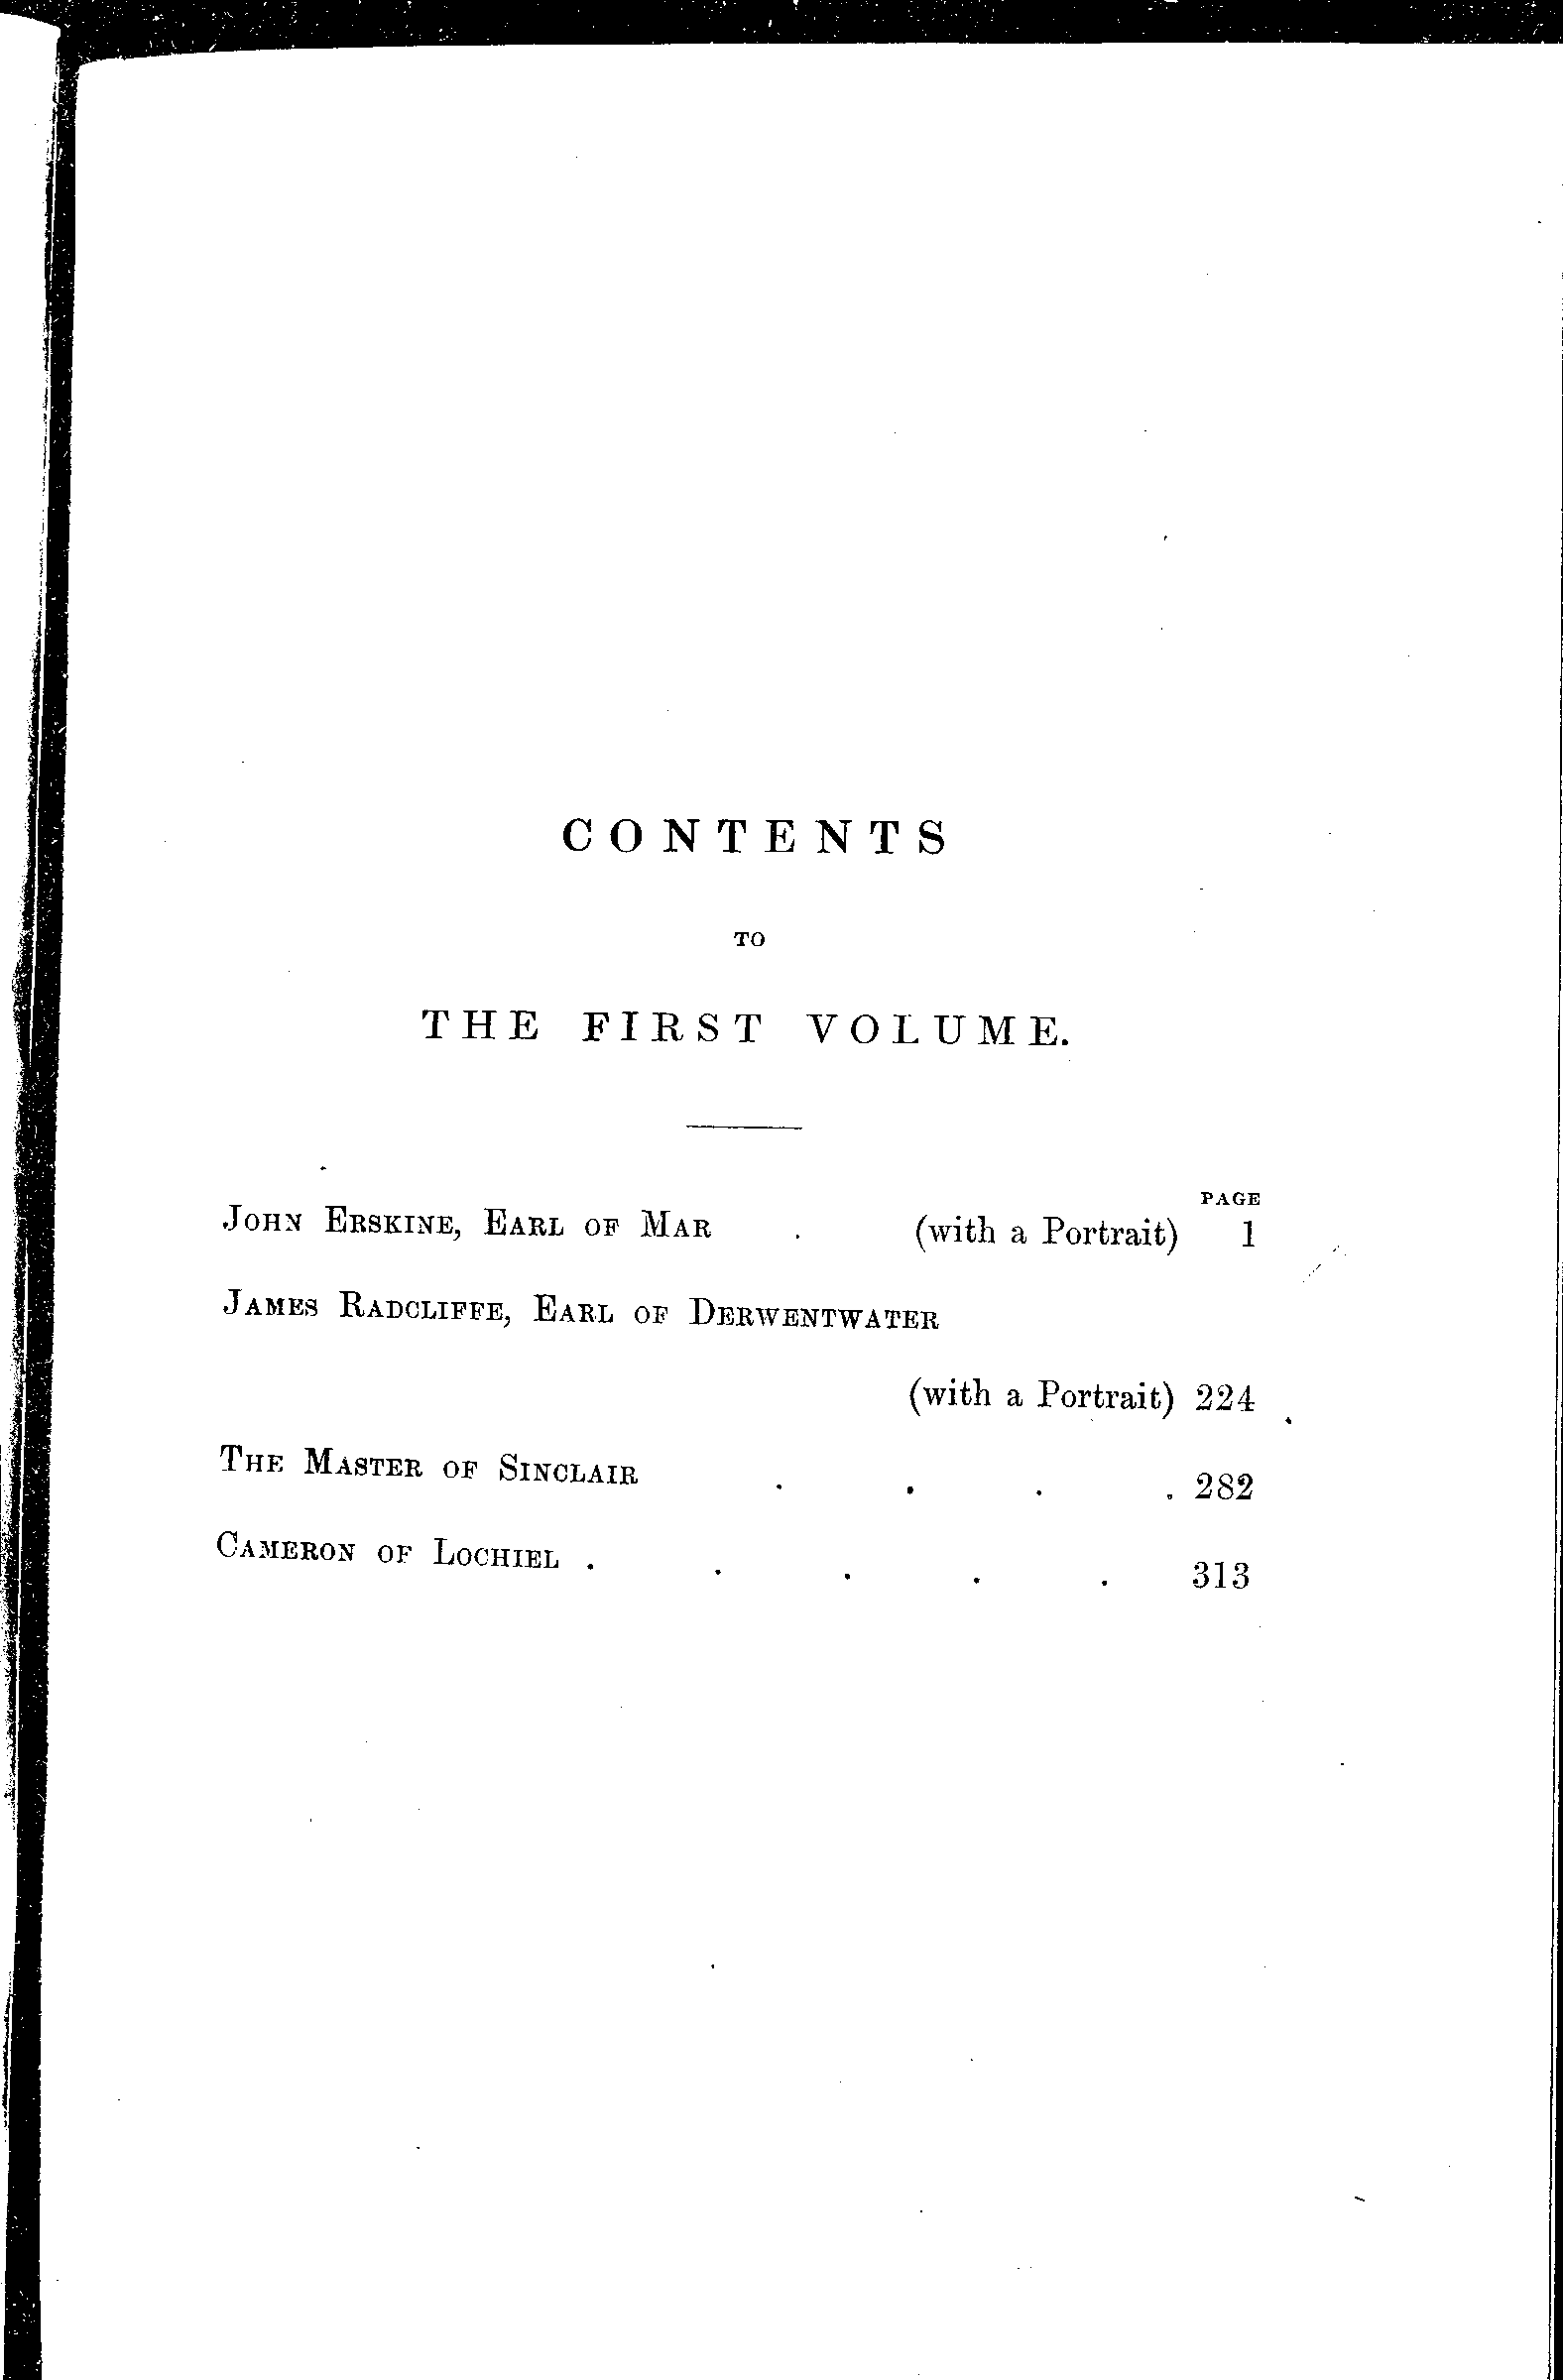 CONTENTS
TO
THE FIRST VOLUME.
PAGE
JOHN ERSKINE, EARL OF MAR . (with a Portrait) 1
JAMES RADCLIFFE, EARL OF DERWENTWATER
(with a Portrait) 224
THE MASTER OF SINCLAIR . . . . 282
CAMERON OF LOCHIEL . . . . . 313